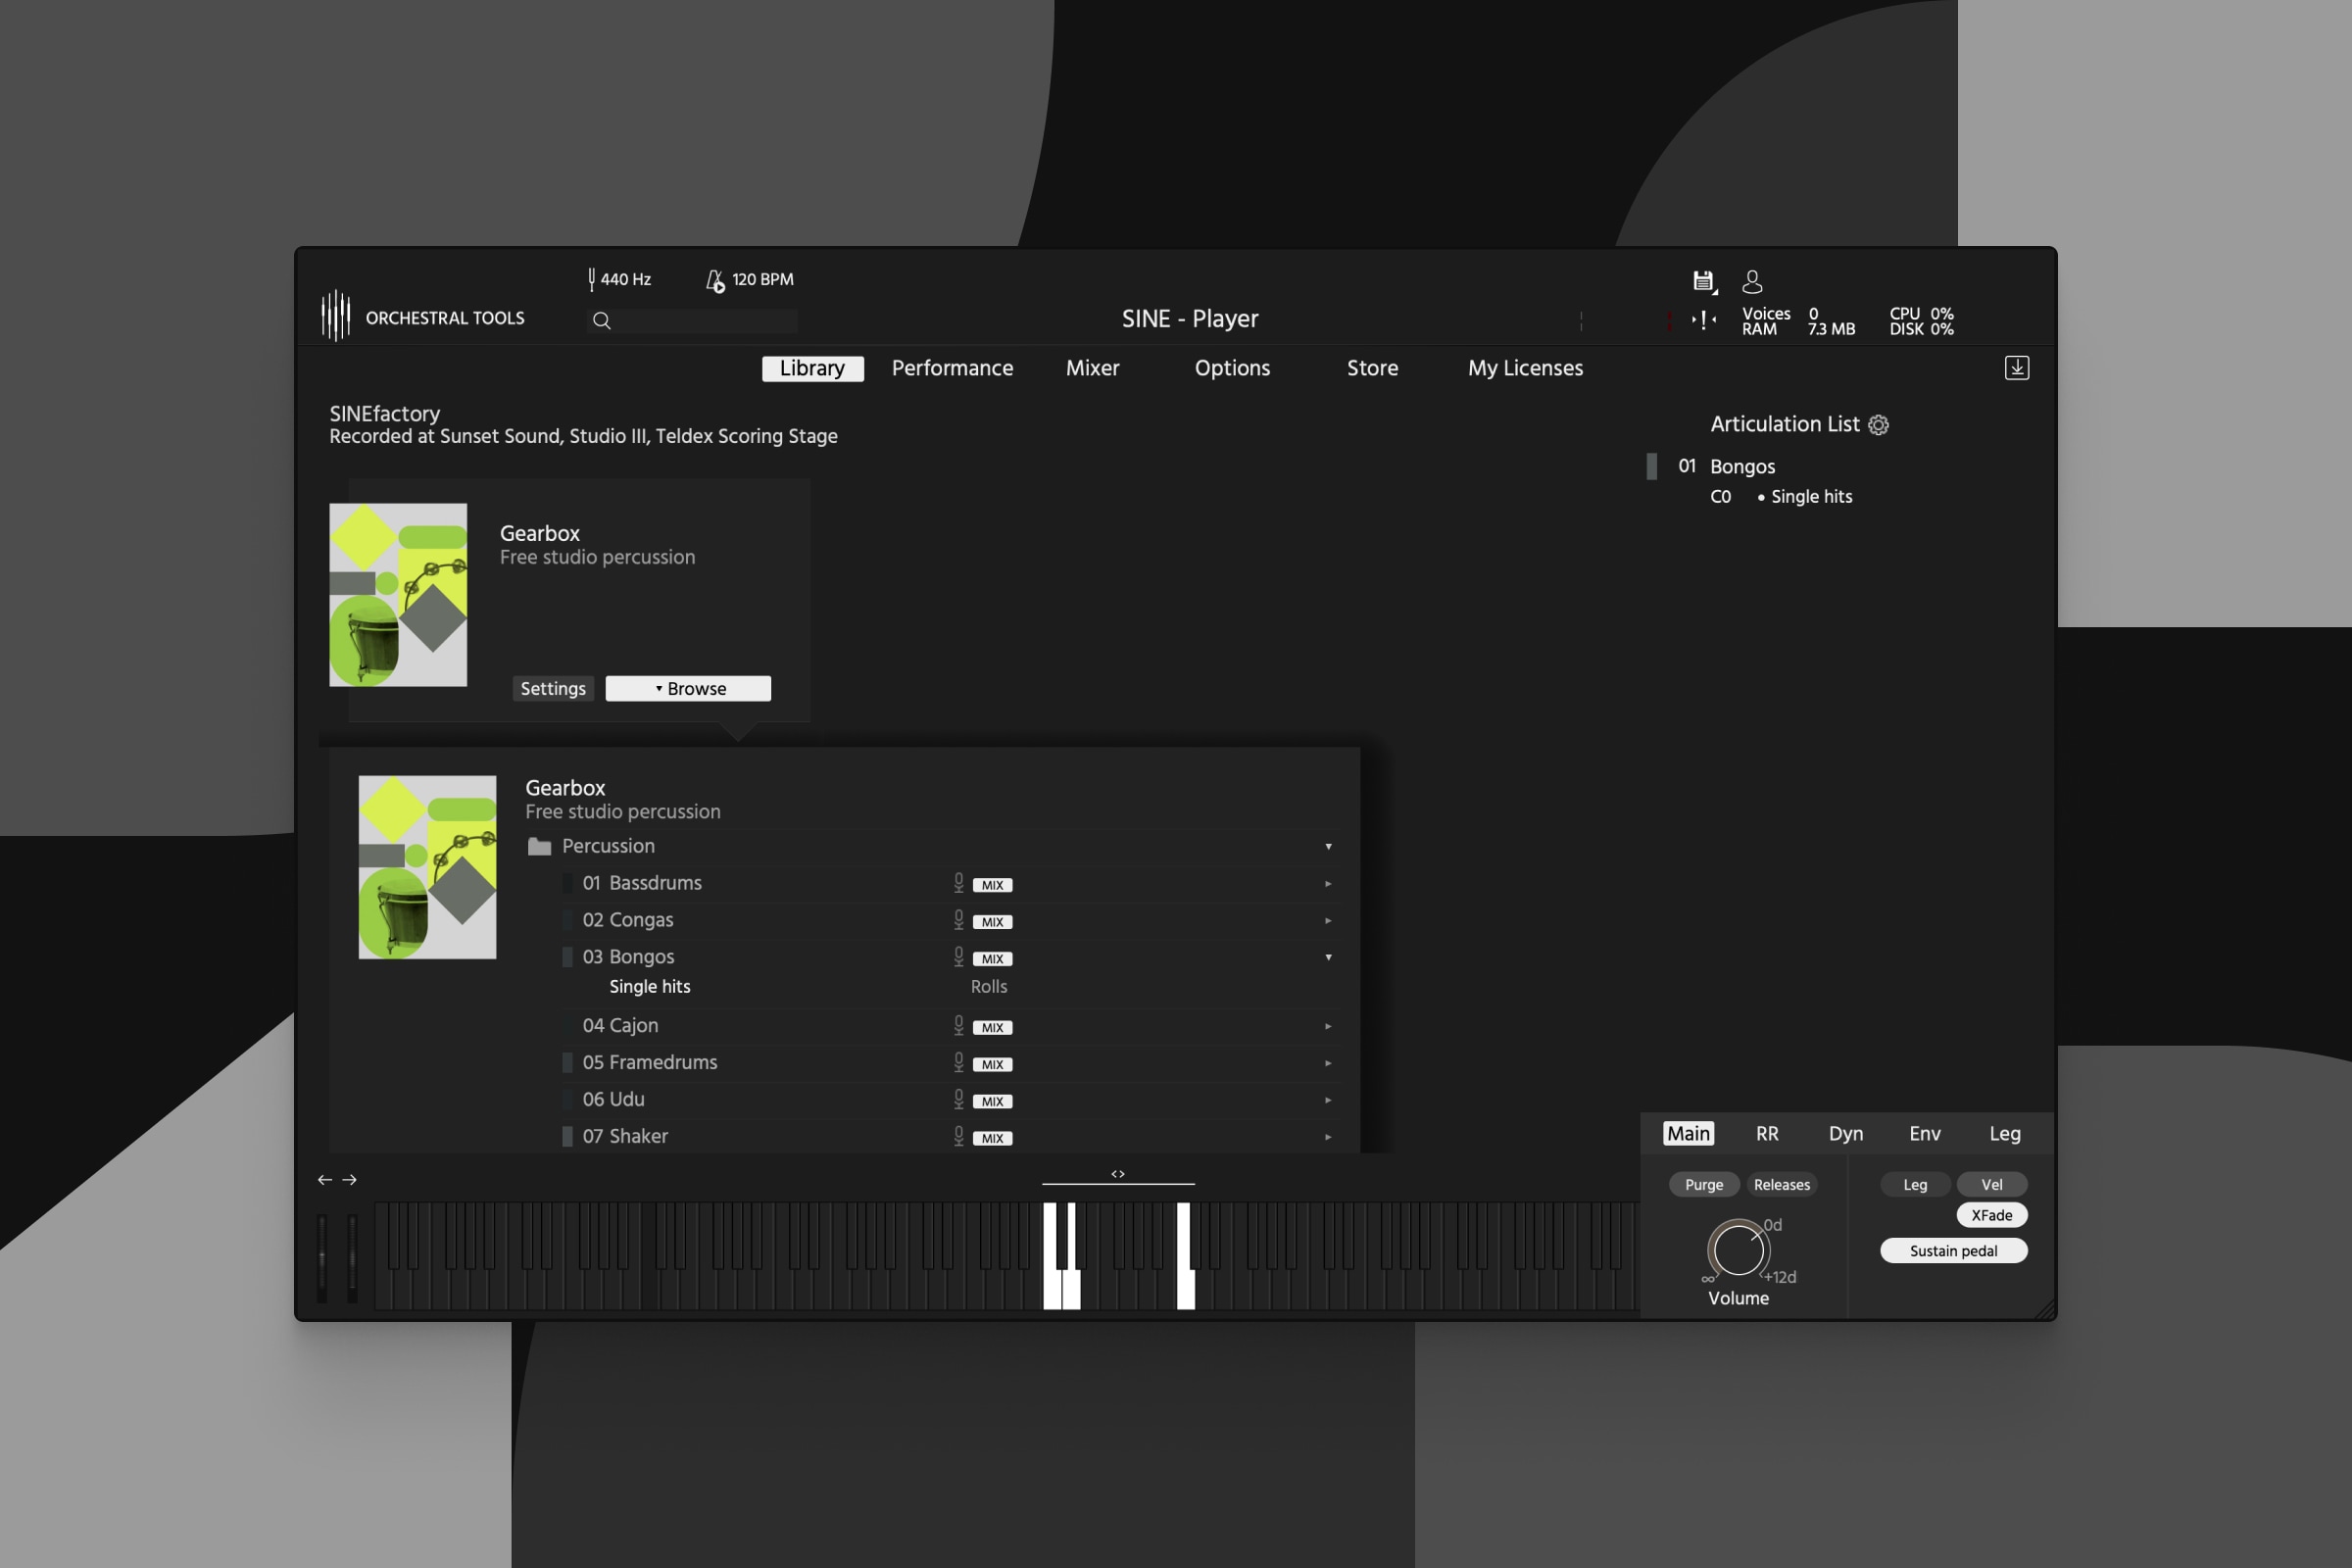 440 Hz
120 BPM
ORCHESTRAL TOOLS
SINE - Player
Voices 0
RAM 7.3 MB
CPU 0%
DISK 0%
Library
Performance
Mixer
Options
Store
My Licenses
SINEfactory
Recorded at Sunset Sound, Studio III, Teldex Scoring Stage
Gearbox
Free studio percussion
Settings
Browse
Articulation List
01 Bongos
C0 • Single hits
Gearbox
Free studio percussion
Percussion
01 Bassdrums MIX
02 Congas MIX
03 Bongos MIX
Single hits Rolls
04 Cajon MIX
05 Framedrums MIX
06 Udu MIX
07 Shaker MIX
Main RR Dyn Env Leg
Purge Releases
Leg Vel
XFade
Sustain pedal
0d
∞ +12d
Volume